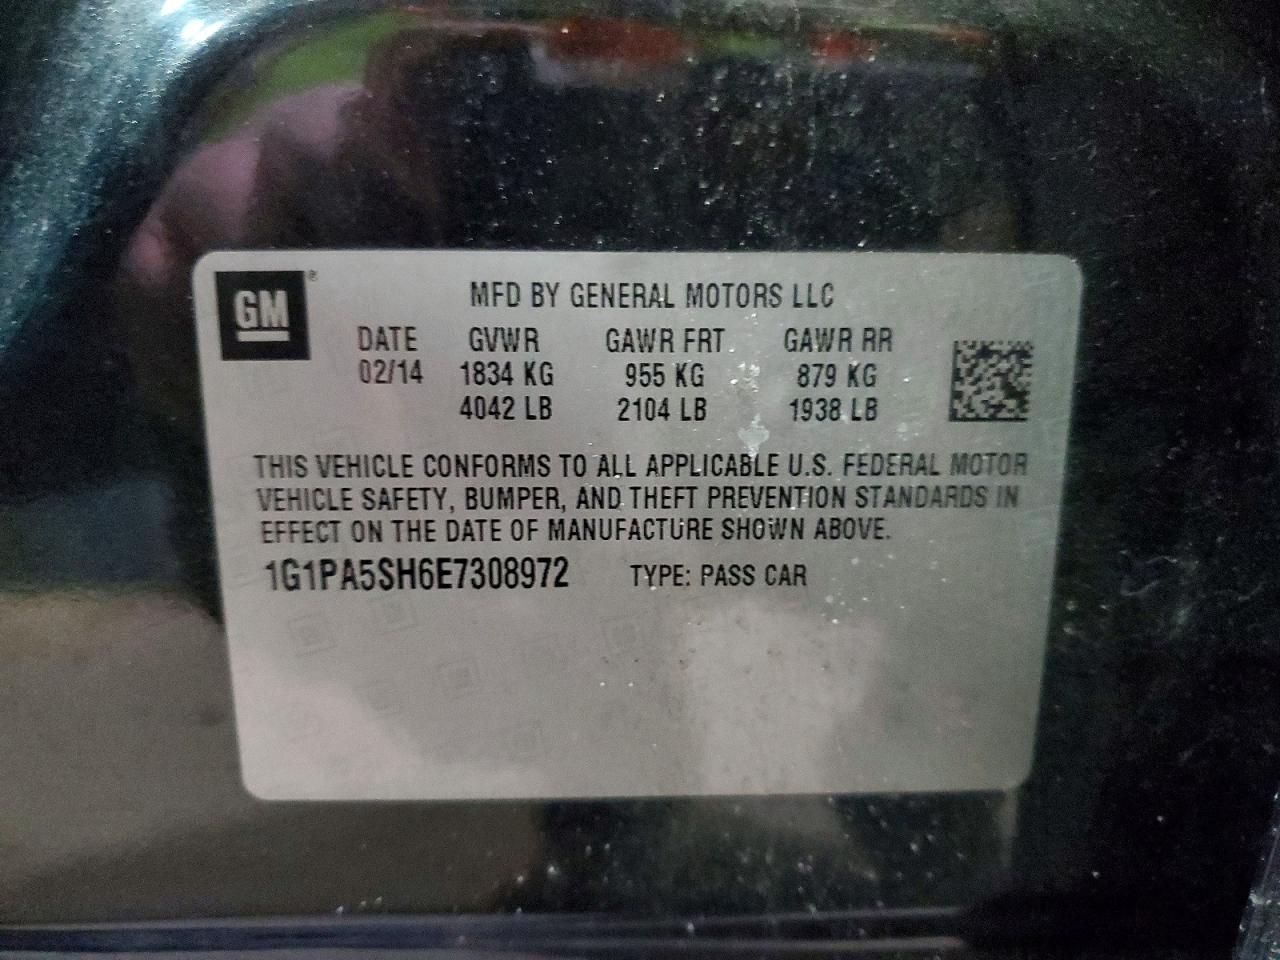 GM ®
MFD BY GENERAL MOTORS LLC
DATE GVWR GAWR FRT GAWR RR
02/14 1834 KG 955 KG 879 KG
4042 LB 2104 LB 1938 LB
THIS VEHICLE CONFORMS TO ALL APPLICABLE U.S. FEDERAL MOTOR
VEHICLE SAFETY, BUMPER, AND THEFT PREVENTION STANDARDS IN
EFFECT ON THE DATE OF MANUFACTURE SHOWN ABOVE.
1G1PA5SH6E7308972 TYPE: PASS CAR